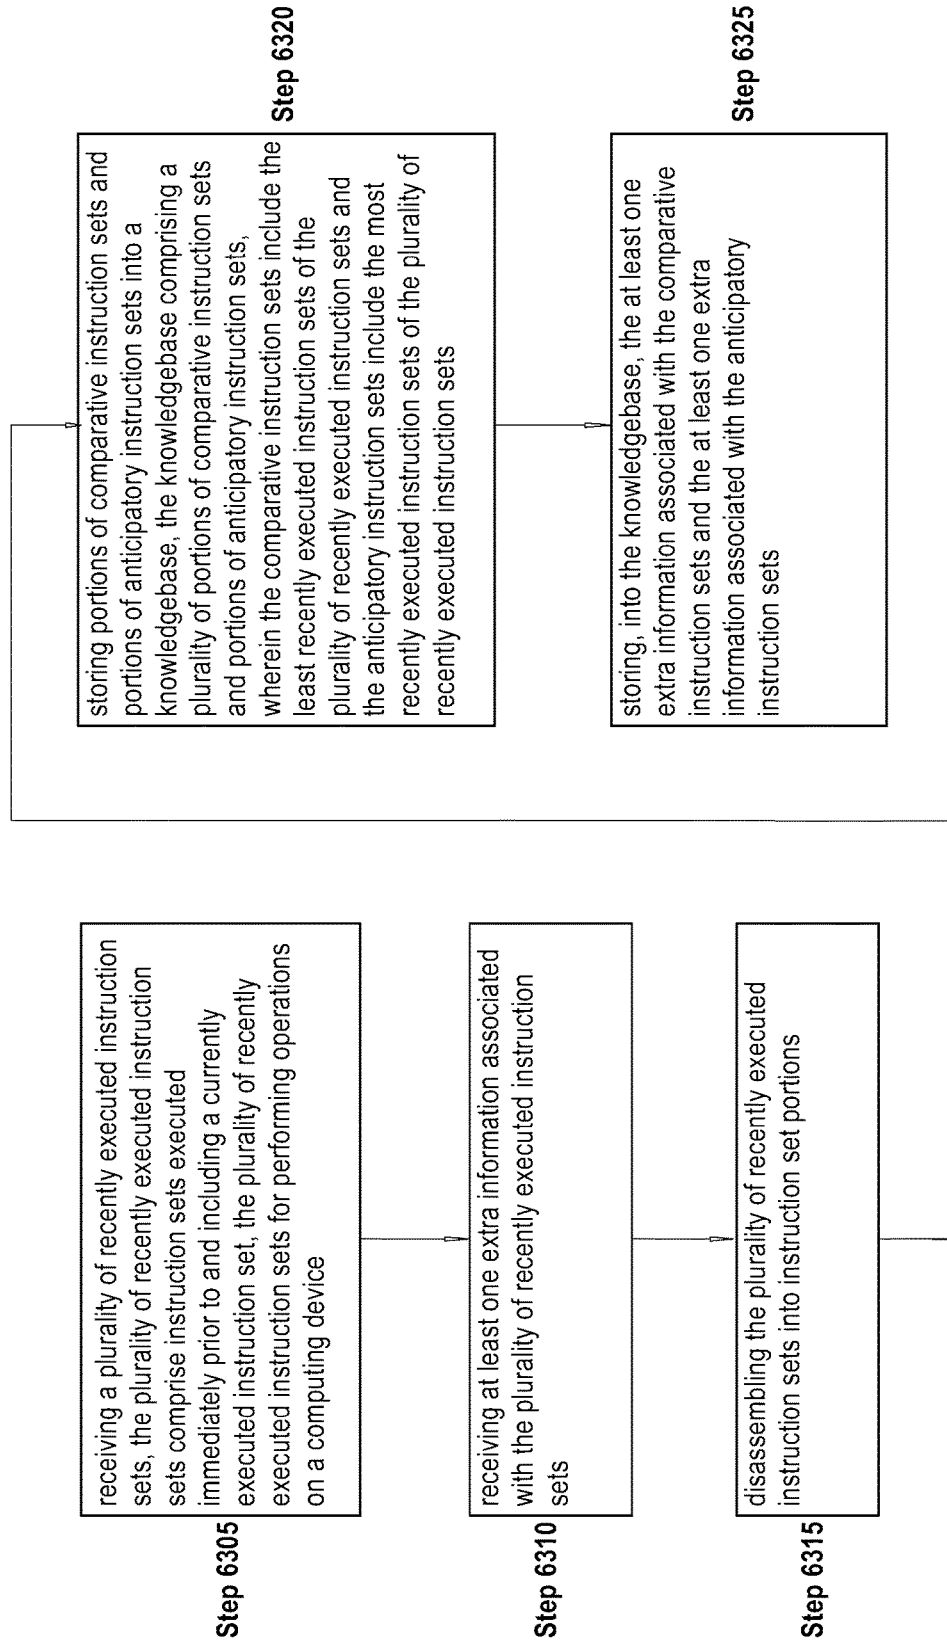 Step 6305
receiving a plurality of recently executed instruction
sets, the plurality of recently executed instruction
sets comprise instruction sets executed
immediately prior to and including a currently
executed instruction set, the plurality of recently
executed instruction sets for performing operations
on a computing device
Step 6310
receiving at least one extra information associated
with the plurality of recently executed instruction
sets
Step 6315
disassembling the plurality of recently executed
instruction sets into instruction set portions
storing portions of comparative instruction sets and
portions of anticipatory instruction sets into a
knowledgebase, the knowledgebase comprising a
plurality of portions of comparative instruction sets
and portions of anticipatory instruction sets,
wherein the comparative instruction sets include the
least recently executed instruction sets of the
plurality of recently executed instruction sets and
the anticipatory instruction sets include the most
recently executed instruction sets of the plurality of
recently executed instruction sets
Step 6320
storing, into the knowledgebase, the at least one
extra information associated with the comparative
instruction sets and the at least one extra
information associated with the anticipatory
instruction sets
Step 6325